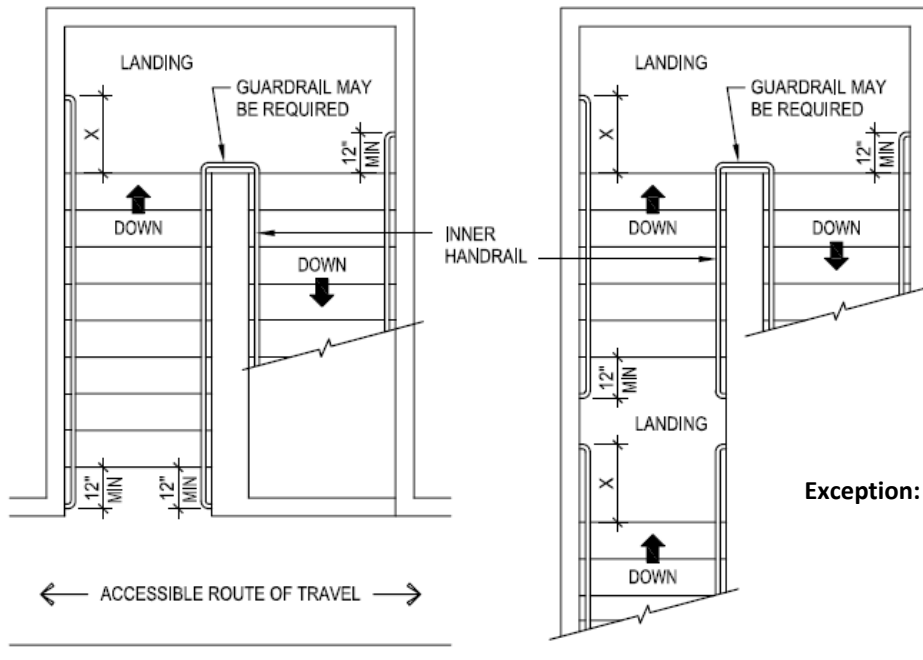 LANDING
GUARDRAIL MAY
BE REQUIRED
X
12"
MIN
DOWN
DOWN
INNER
HANDRAIL
12"
MIN
12"
MIN
ACCESSIBLE ROUTE OF TRAVEL
LANDING
GUARDRAIL MAY
BE REQUIRED
X
12"
MIN
DOWN
DOWN
12"
MIN
LANDING
X
DOWN
Exception: